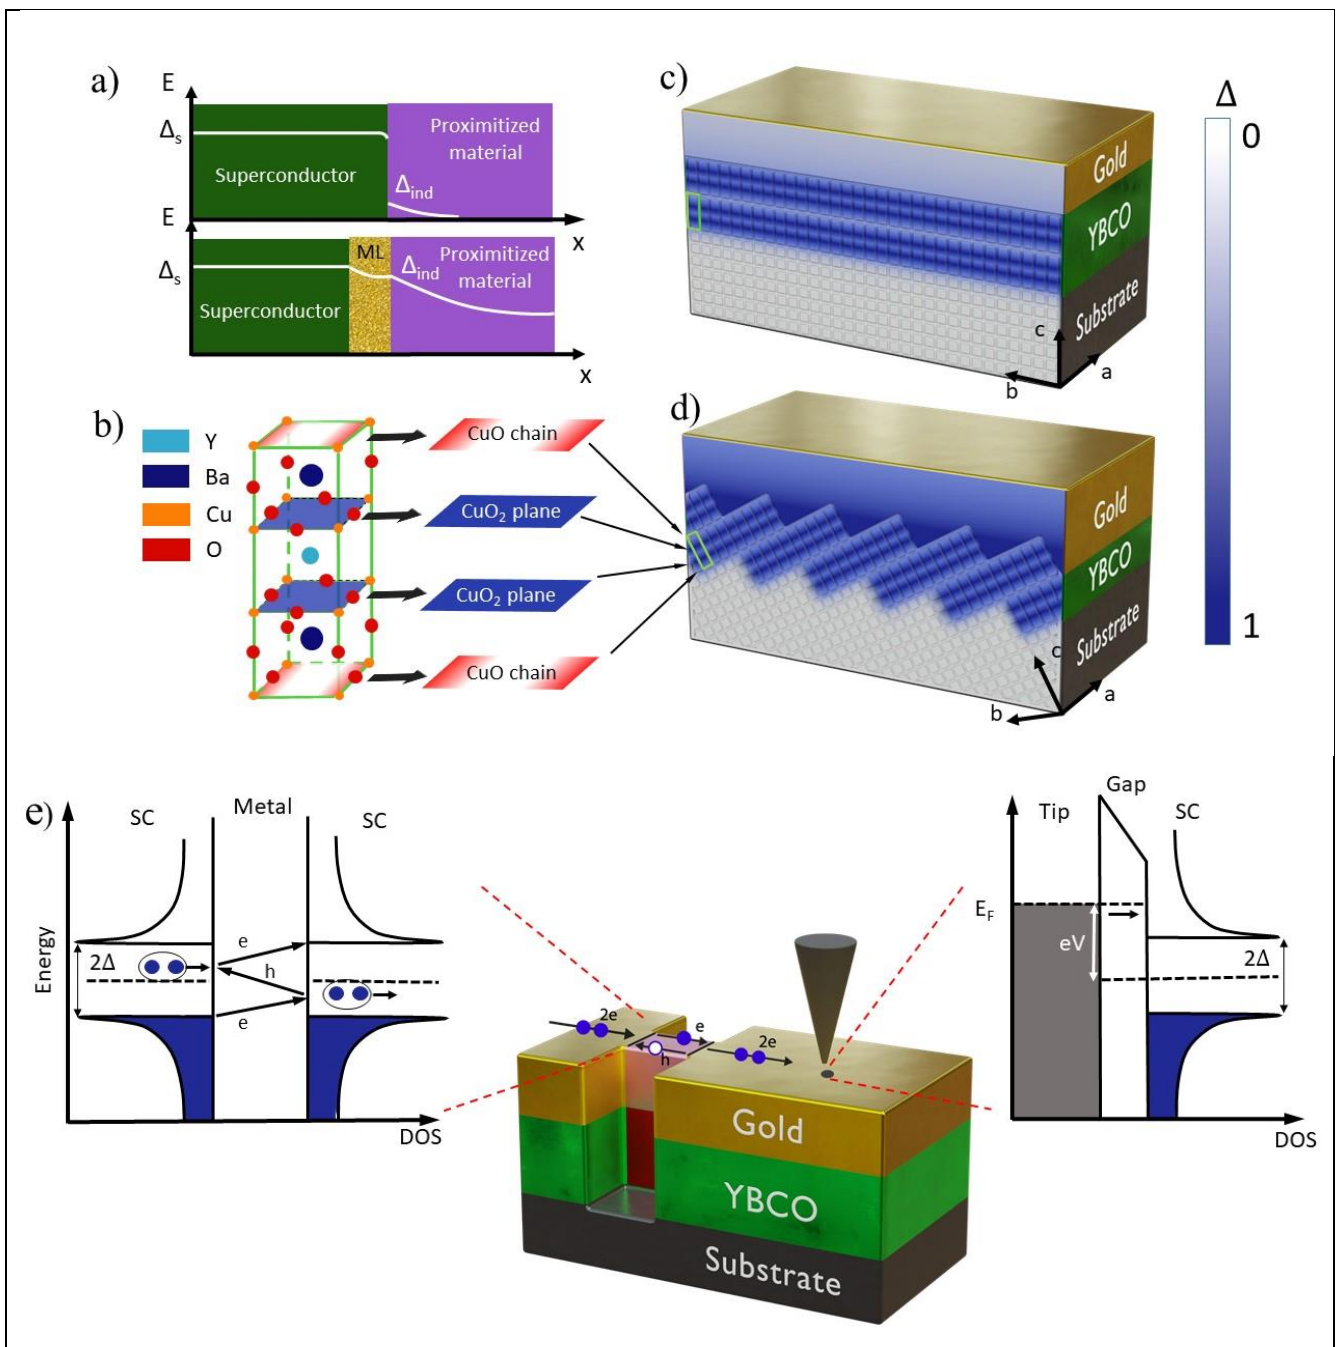 a)
E
Δs
Superconductor
Proximitized
material
Δind
x
E
Δs
Superconductor
ML
Δind
Proximitized
material
x
b)
Y
Ba
Cu
O
CuO chain
CuO₂ plane
CuO₂ plane
CuO chain
c)
Gold
YBCO
Substrate
c
b
a
Δ
0
1
d)
Gold
YBCO
Substrate
c
b
a
e)
SC
Metal
SC
Energy
2Δ
e
h
e
DOS
2e
e
h
2e
Gold
YBCO
Substrate
Tip
Gap
SC
E_F
eV
2Δ
DOS